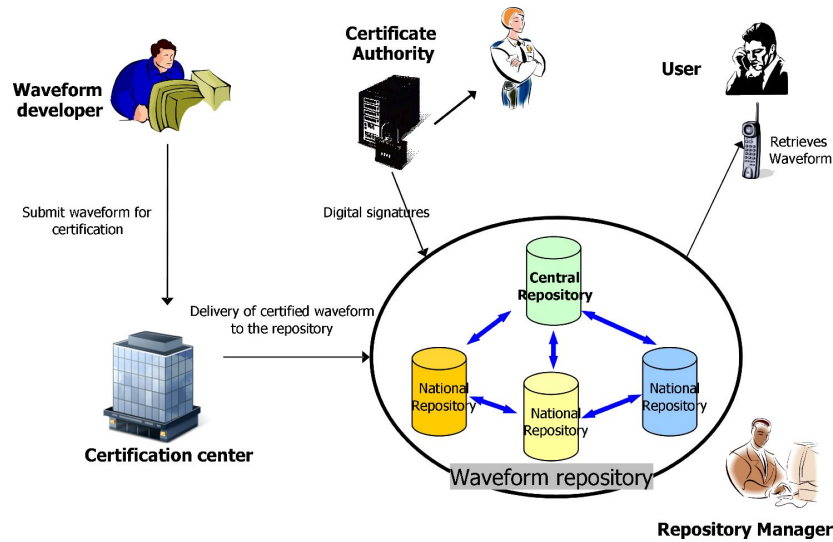 Certificate
Authority
User
Waveform
developer
Retrieves
Waveform
Submit waveform for
certification
Digital signatures
Central
Repository
Delivery of certified waveform
to the repository
National
Repository
National
Repository
National
Repository
Certification center
Waveform repository
Repository Manager